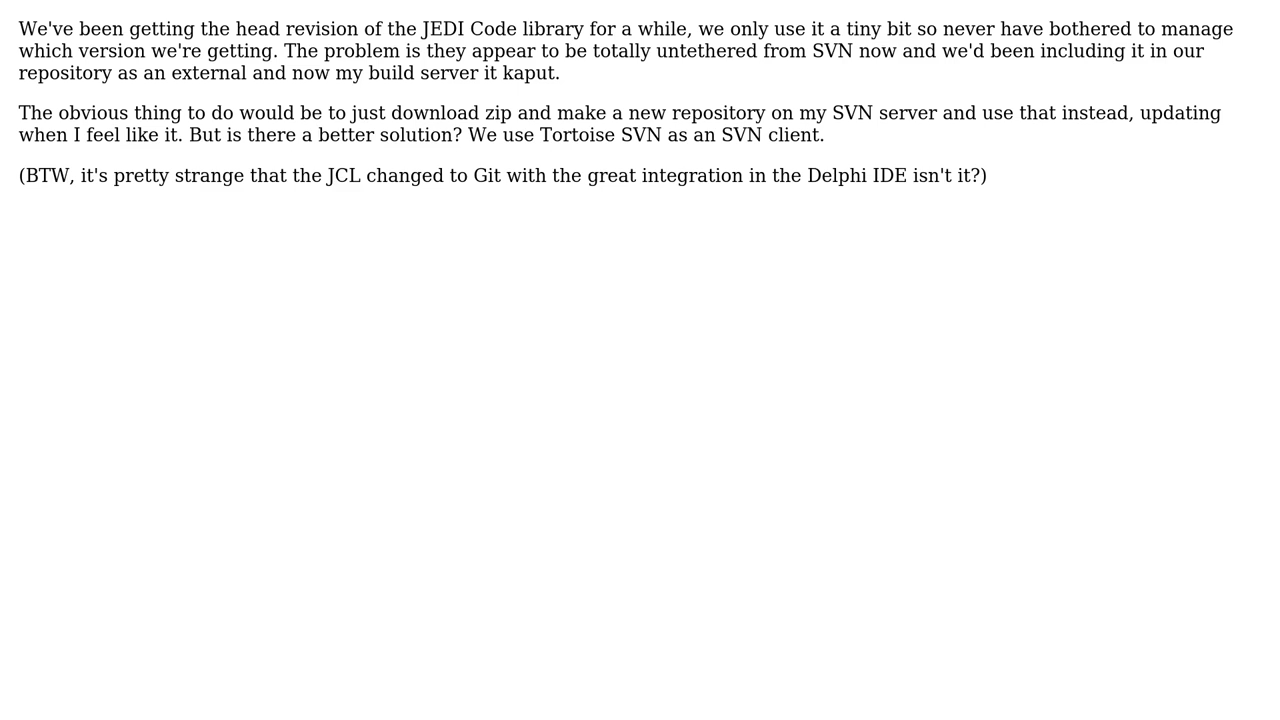 We've been getting the head revision of the JEDI Code library for a while, we only use it a tiny bit so never have bothered to manage
which version we're getting. The problem is they appear to be totally untethered from SVN now and we'd been including it in our
repository as an external and now my build server it kaput.
The obvious thing to do would be to just download zip and make a new repository on my SVN server and use that instead, updating
when I feel like it. But is there a better solution? We use Tortoise SVN as an SVN client.
(BTW, it's pretty strange that the JCL changed to Git with the great integration in the Delphi IDE isn't it?)